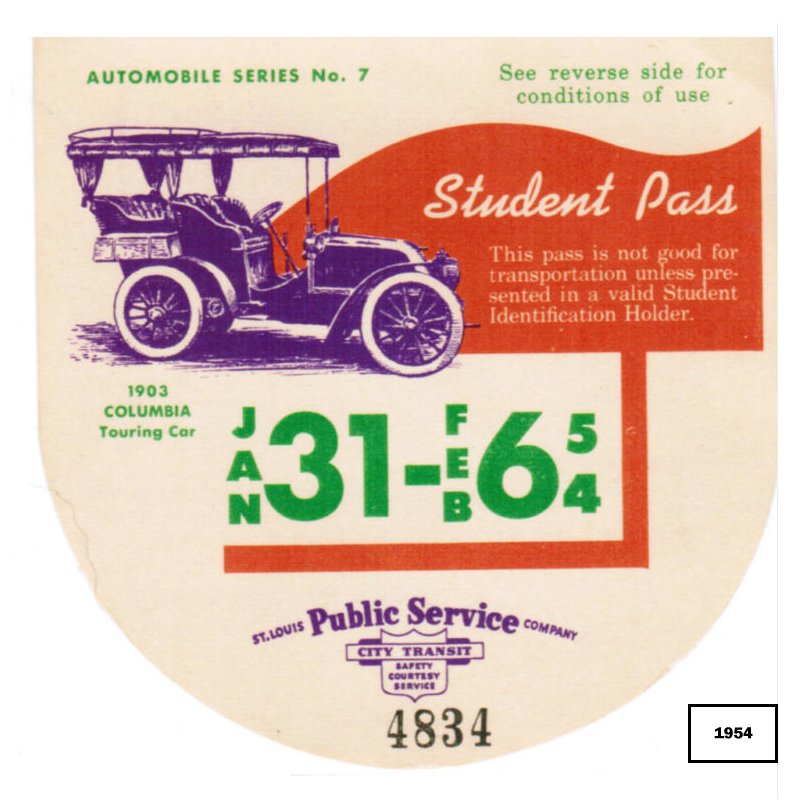 AUTOMOBILE SERIES No. 7
See reverse side for
conditions of use
Student Pass
This pass is not good for
transportation unless pre-
sented in a valid Student
Identification Holder.
1903
COLUMBIA
Touring Car
JAN 31-FEB 6 54
ST. LOUIS Public Service COMPANY
CITY TRANSIT
SAFETY
COURTESY
SERVICE
4834
1954